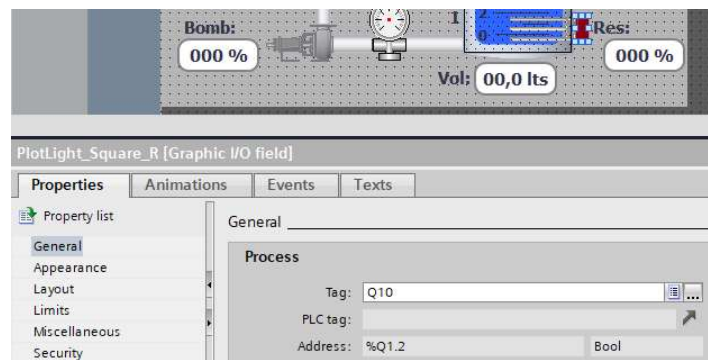 Bomb:
000 %
I
2
0
Res:
000 %
Vol: 00,0 lts
PlotLight_Square_R [Graphic I/O field]
Properties Animations Events Texts
Property list
General
Appearance
Layout
Limits
Miscellaneous
Security
General
Process
Tag: Q10
...
PLC tag:
Address: %Q1.2 Bool